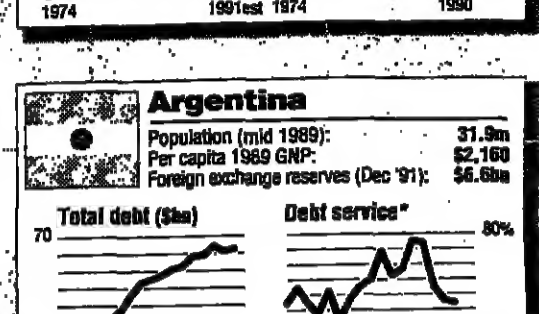 1974 1991est 1974 1990
Argentina
Population (mid 1989): 31.9m
Per capita 1989 GNP: $2,160
Foreign exchange reserves (Dec '91): $6.6bn
Total debt ($bn) Debt service*
70 80%